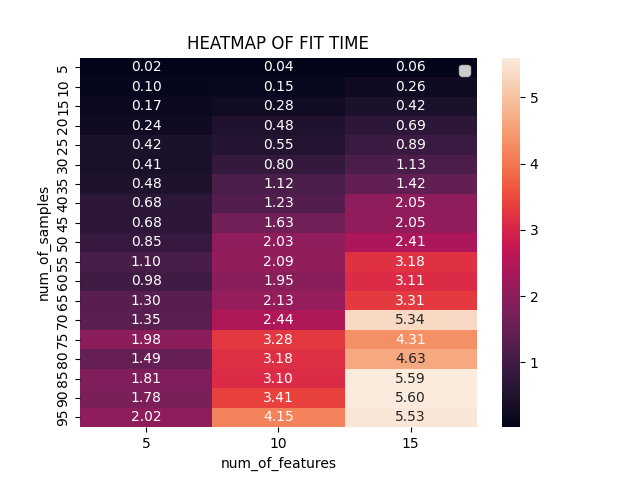 HEATMAP OF FIT TIME
5 0.02 0.04 0.06
10 0.10 0.15 0.26
15 0.17 0.28 0.42
20 0.24 0.48 0.69
25 0.42 0.55 0.89
30 0.41 0.80 1.13
35 0.48 1.12 1.42
40 0.68 1.23 2.05
45 0.68 1.63 2.05
50 0.85 2.03 2.41
55 1.10 2.09 3.18
60 0.98 1.95 3.11
65 1.30 2.13 3.31
70 1.35 2.44 5.34
75 1.98 3.28 4.31
80 1.49 3.18 4.63
85 1.81 3.10 5.59
90 1.78 3.41 5.60
95 2.02 4.15 5.53
5 10 15
num_of_features
num_of_samples
5
4
3
2
1